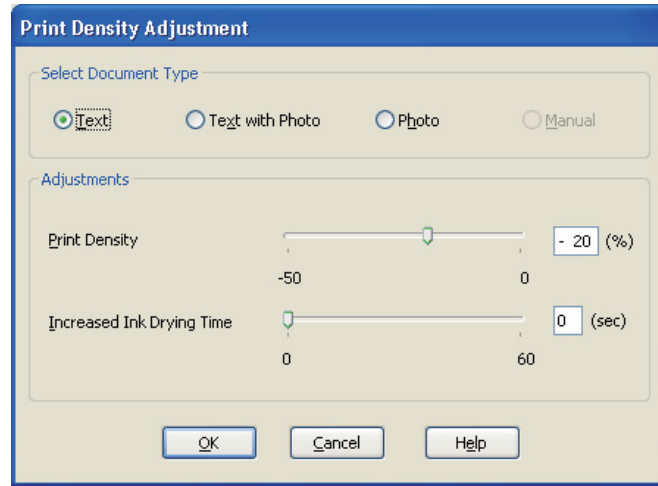 Print Density Adjustment
Select Document Type
Text Text with Photo Photo Manual
Adjustments
Print Density - 20 (%)
-50 0
Increased Ink Drying Time 0 (sec)
0 60
OK Cancel Help